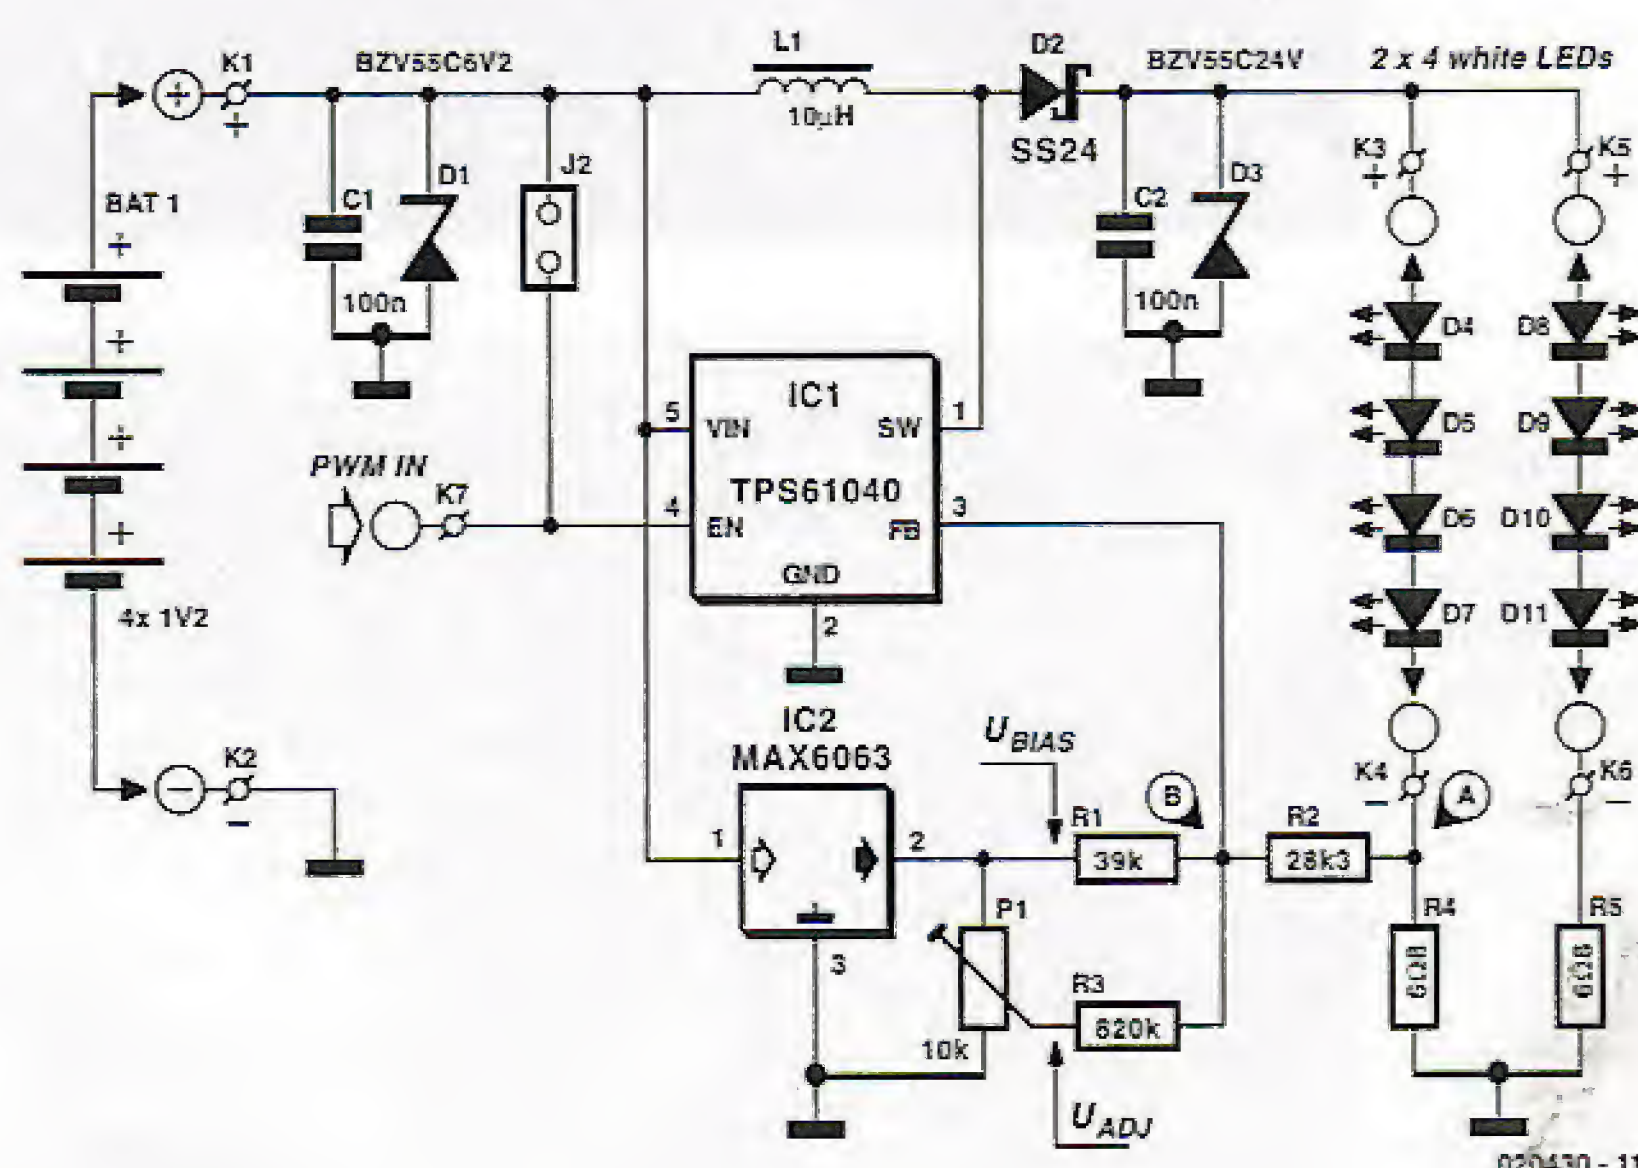 K1
+
BZV55C6V2
L1
10µH
D2
SS24
BZV55C24V
2 x 4 white LEDs
K3
+
K5
+
BAT 1
+
+
+
+
4x 1V2
C1
100n
D1
J2
C2
100n
D3
D4
D5
D6
D7
D8
D9
D10
D11
PWM IN
K7
IC1
TPS61040
5
VIN
4
EN
SW
1
FB
3
GND
2
K2
–
IC2
MAX6063
1
2
3
UBIAS
R1
39k
B
R2
28k3
K4
–
A
K6
–
P1
10k
R3
820k
UADJ
R4
6Ω8
R5
6Ω8
020430 - 11